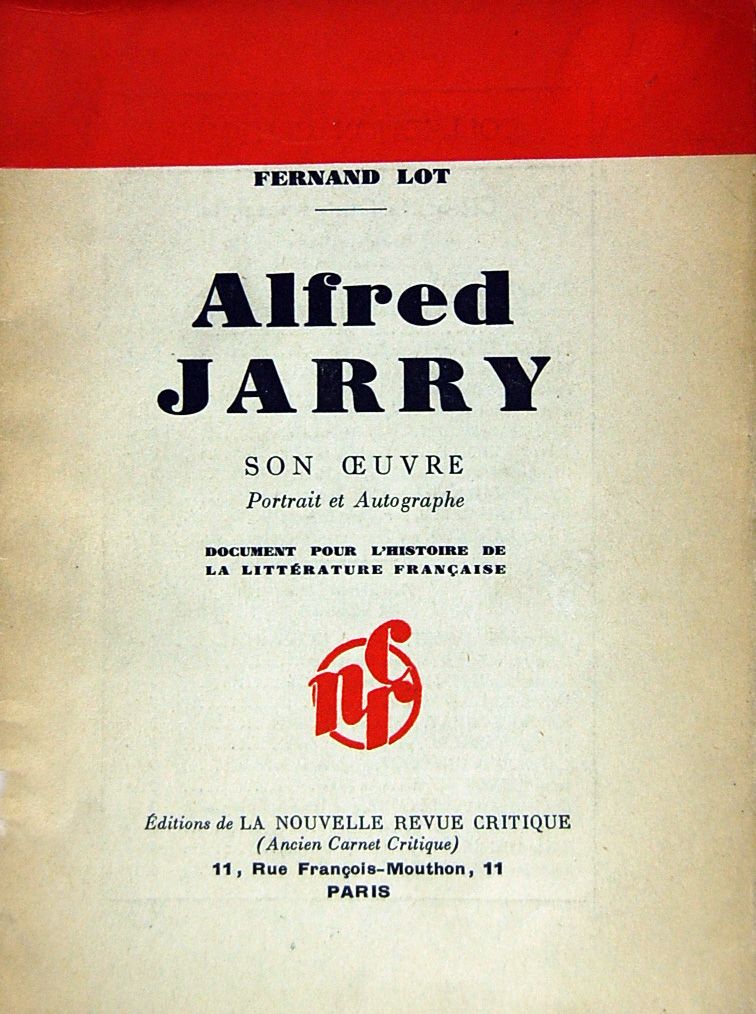 FERNAND LOT
Alfred
JARRY
SON ŒUVRE
Portrait et Autographe
DOCUMENT POUR L'HISTOIRE DE
LA LITTÉRATURE FRANÇAISE
nrc
Éditions de LA NOUVELLE REVUE CRITIQUE
(Ancien Carnet Critique)
11, Rue François-Mouthon, 11
PARIS